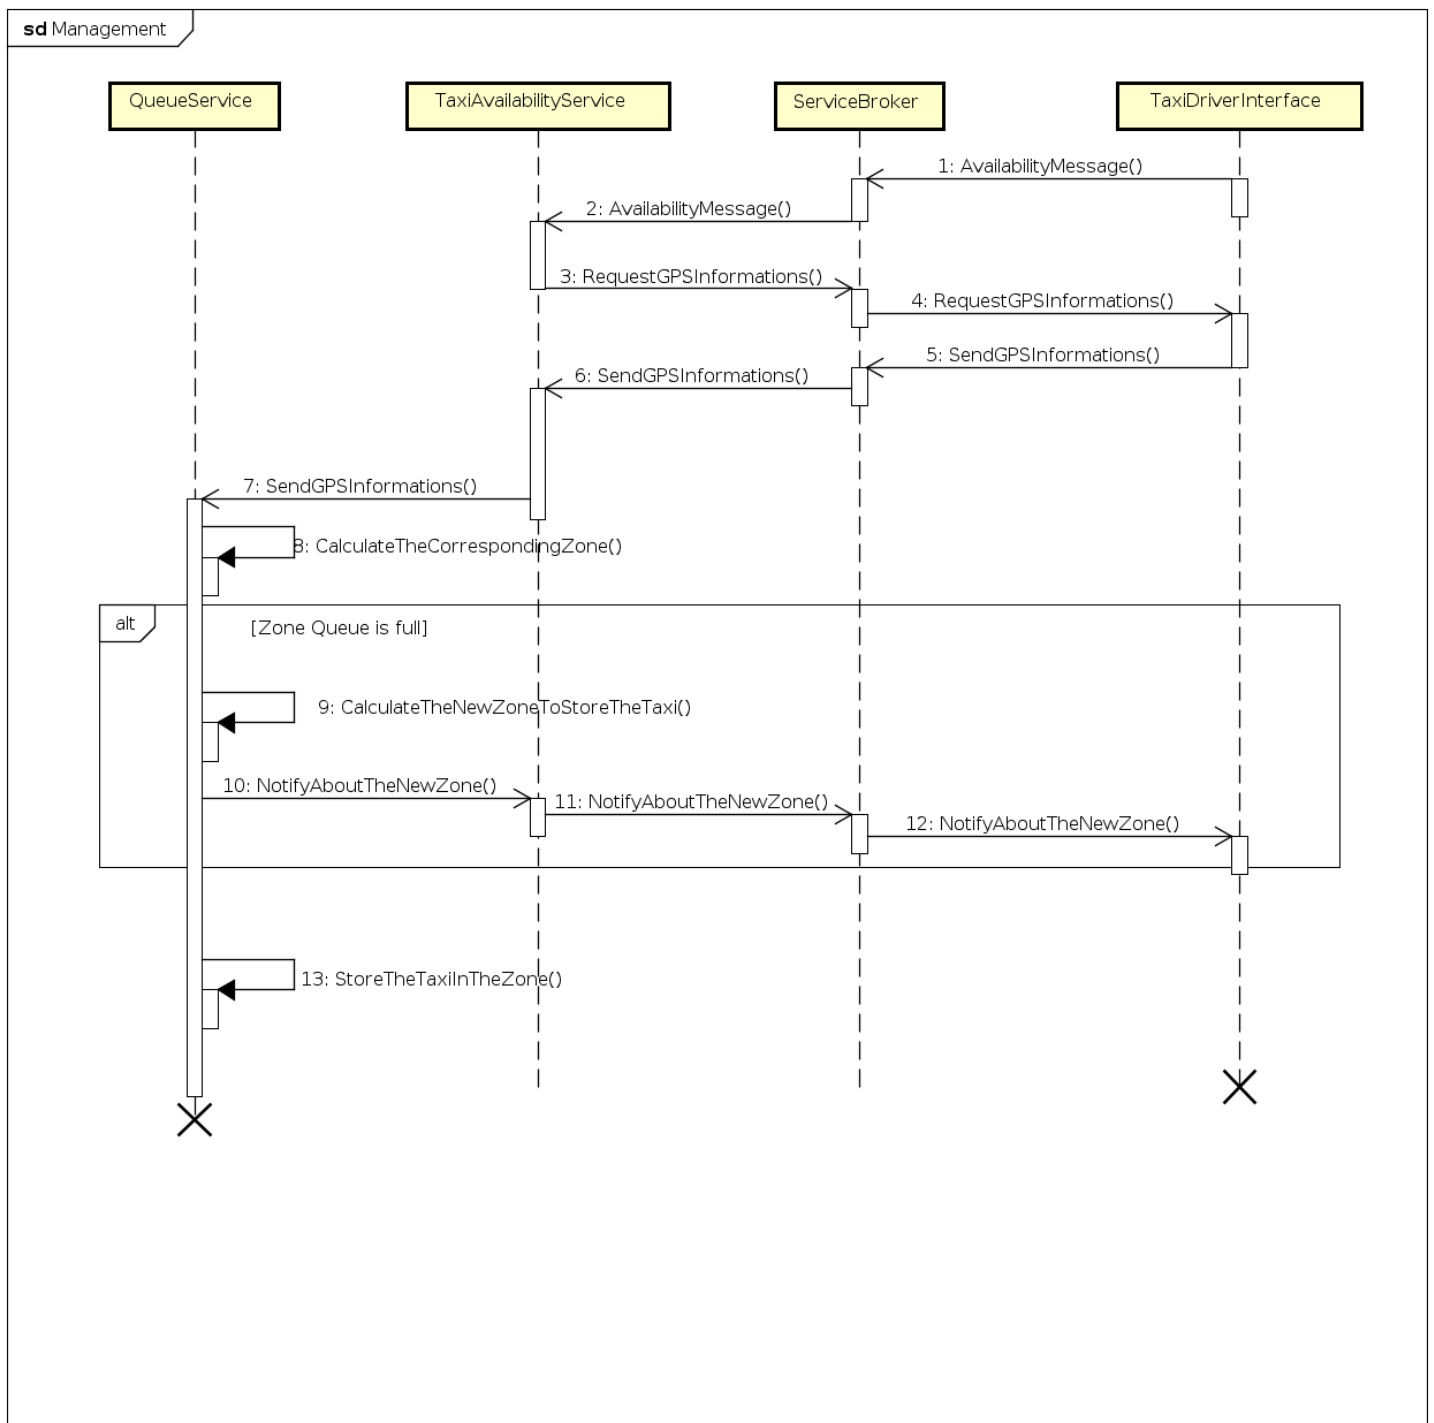 sd Management
QueueService
TaxiAvailabilityService
ServiceBroker
TaxiDriverInterface
1: AvailabilityMessage()
2: AvailabilityMessage()
3: RequestGPSInformations()
4: RequestGPSInformations()
5: SendGPSInformations()
6: SendGPSInformations()
7: SendGPSInformations()
8: CalculateTheCorrespondingZone()
alt
[Zone Queue is full]
9: CalculateTheNewZoneToStoreTheTaxi()
10: NotifyAboutTheNewZone()
11: NotifyAboutTheNewZone()
12: NotifyAboutTheNewZone()
13: StoreTheTaxiInTheZone()